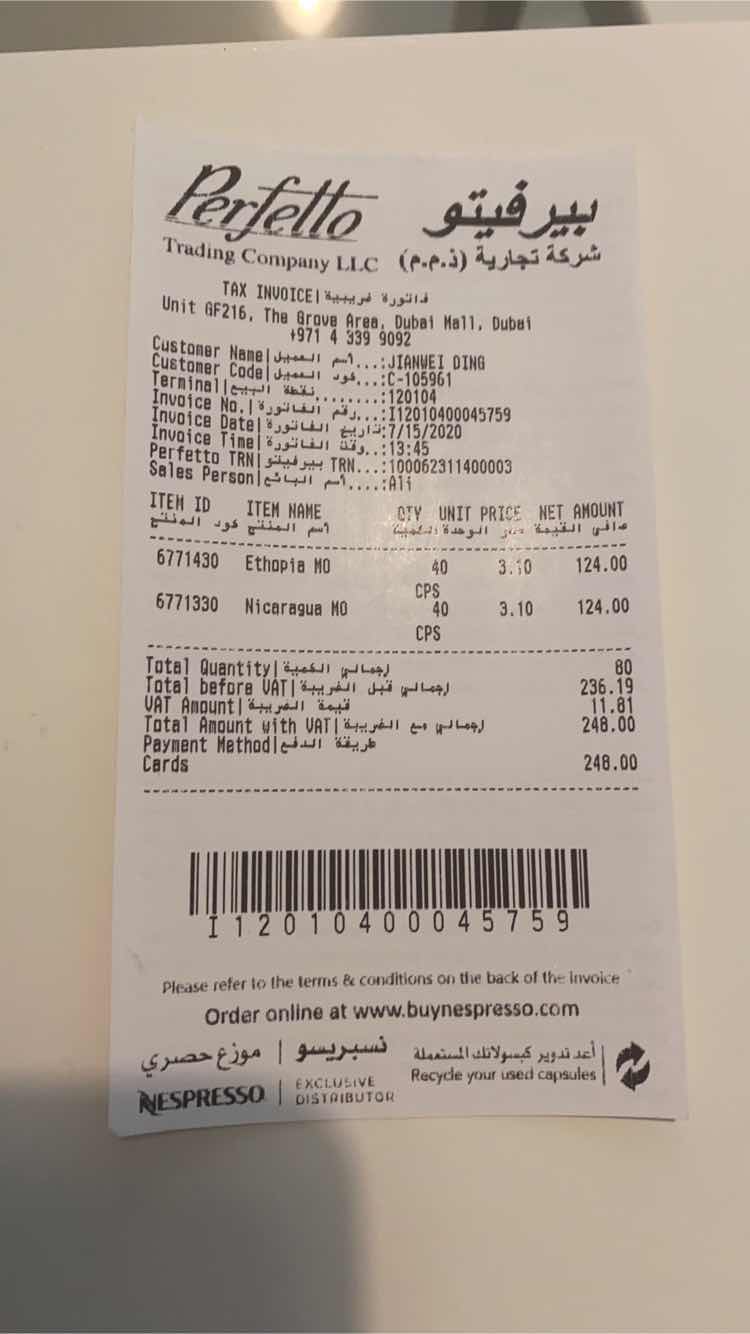 Perfetto بيرفيتو
Trading Company LLC شركة تجارية (ذ.م.م)
TAX INVOICE|فاتورة ضريبية
Unit GF216, The Grove Area, Dubai Mall, Dubai
+971 4 339 9092
Customer Name|أسم العميل...:JIANWEI DING
Customer Code|كود العميل...:C-105961
Terminal|نقطة البيع........:120104
Invoice No.|رقم الفاتورة...:I12010400045759
Invoice Date|تاريخ الفاتورة:7/15/2020
Invoice Time|وقت الفاتورة..:13:45
Perfetto TRN|بيرفيتو TRN...:100062311400003
Sales Person|أسم البائع....:Ali
ITEM ID ITEM NAME QTY UNIT PRICE NET AMOUNT
كود المنتج أسم المنتج الكمية سعر الوحدة صافي القيمة
6771430 Ethopia MO 40 3.10 124.00
CPS
6771330 Nicaragua MO 40 3.10 124.00
CPS
Total Quantity|إجمالي الكمية 80
Total before VAT|إجمالي قبل الضريبة 236.19
VAT Amount|قيمة الضريبة 11.81
Total Amount with VAT|إجمالي مع الضريبة 248.00
Payment Method|طريقة الدفع
Cards 248.00
I12010400045759
Please refer to the terms & conditions on the back of the invoice
Order online at www.buynespresso.com
موزع حصري | نسبريسو أعد تدوير كبسولاتك المستعملة
NESPRESSO | EXCLUSIVE DISTRIBUTOR Recycle your used capsules